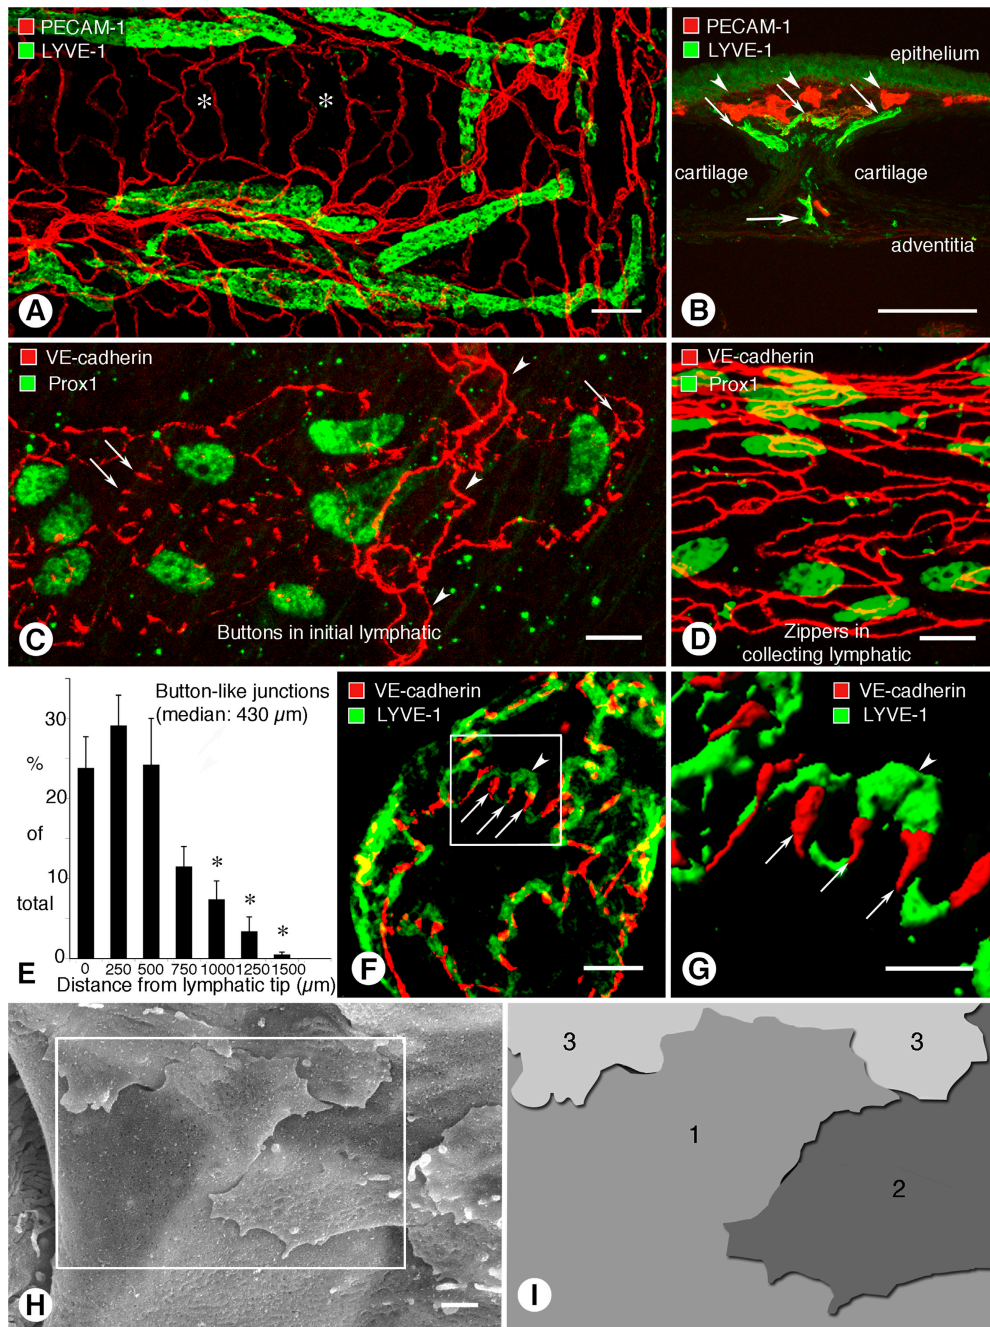 PECAM-1
LYVE-1
*
*
A
PECAM-1
LYVE-1
epithelium
cartilage
cartilage
adventitia
B
VE-cadherin
Prox1
C
Buttons in initial lymphatic
VE-cadherin
Prox1
D
Zippers in
collecting lymphatic
Button-like junctions
(median: 430 µm)
30
%
20
of
10
total
0
*
*
*
0 250 500 750 1000 1250 1500
E
Distance from lymphatic tip (µm)
VE-cadherin
LYVE-1
F
VE-cadherin
LYVE-1
G
H
3
3
1
2
I